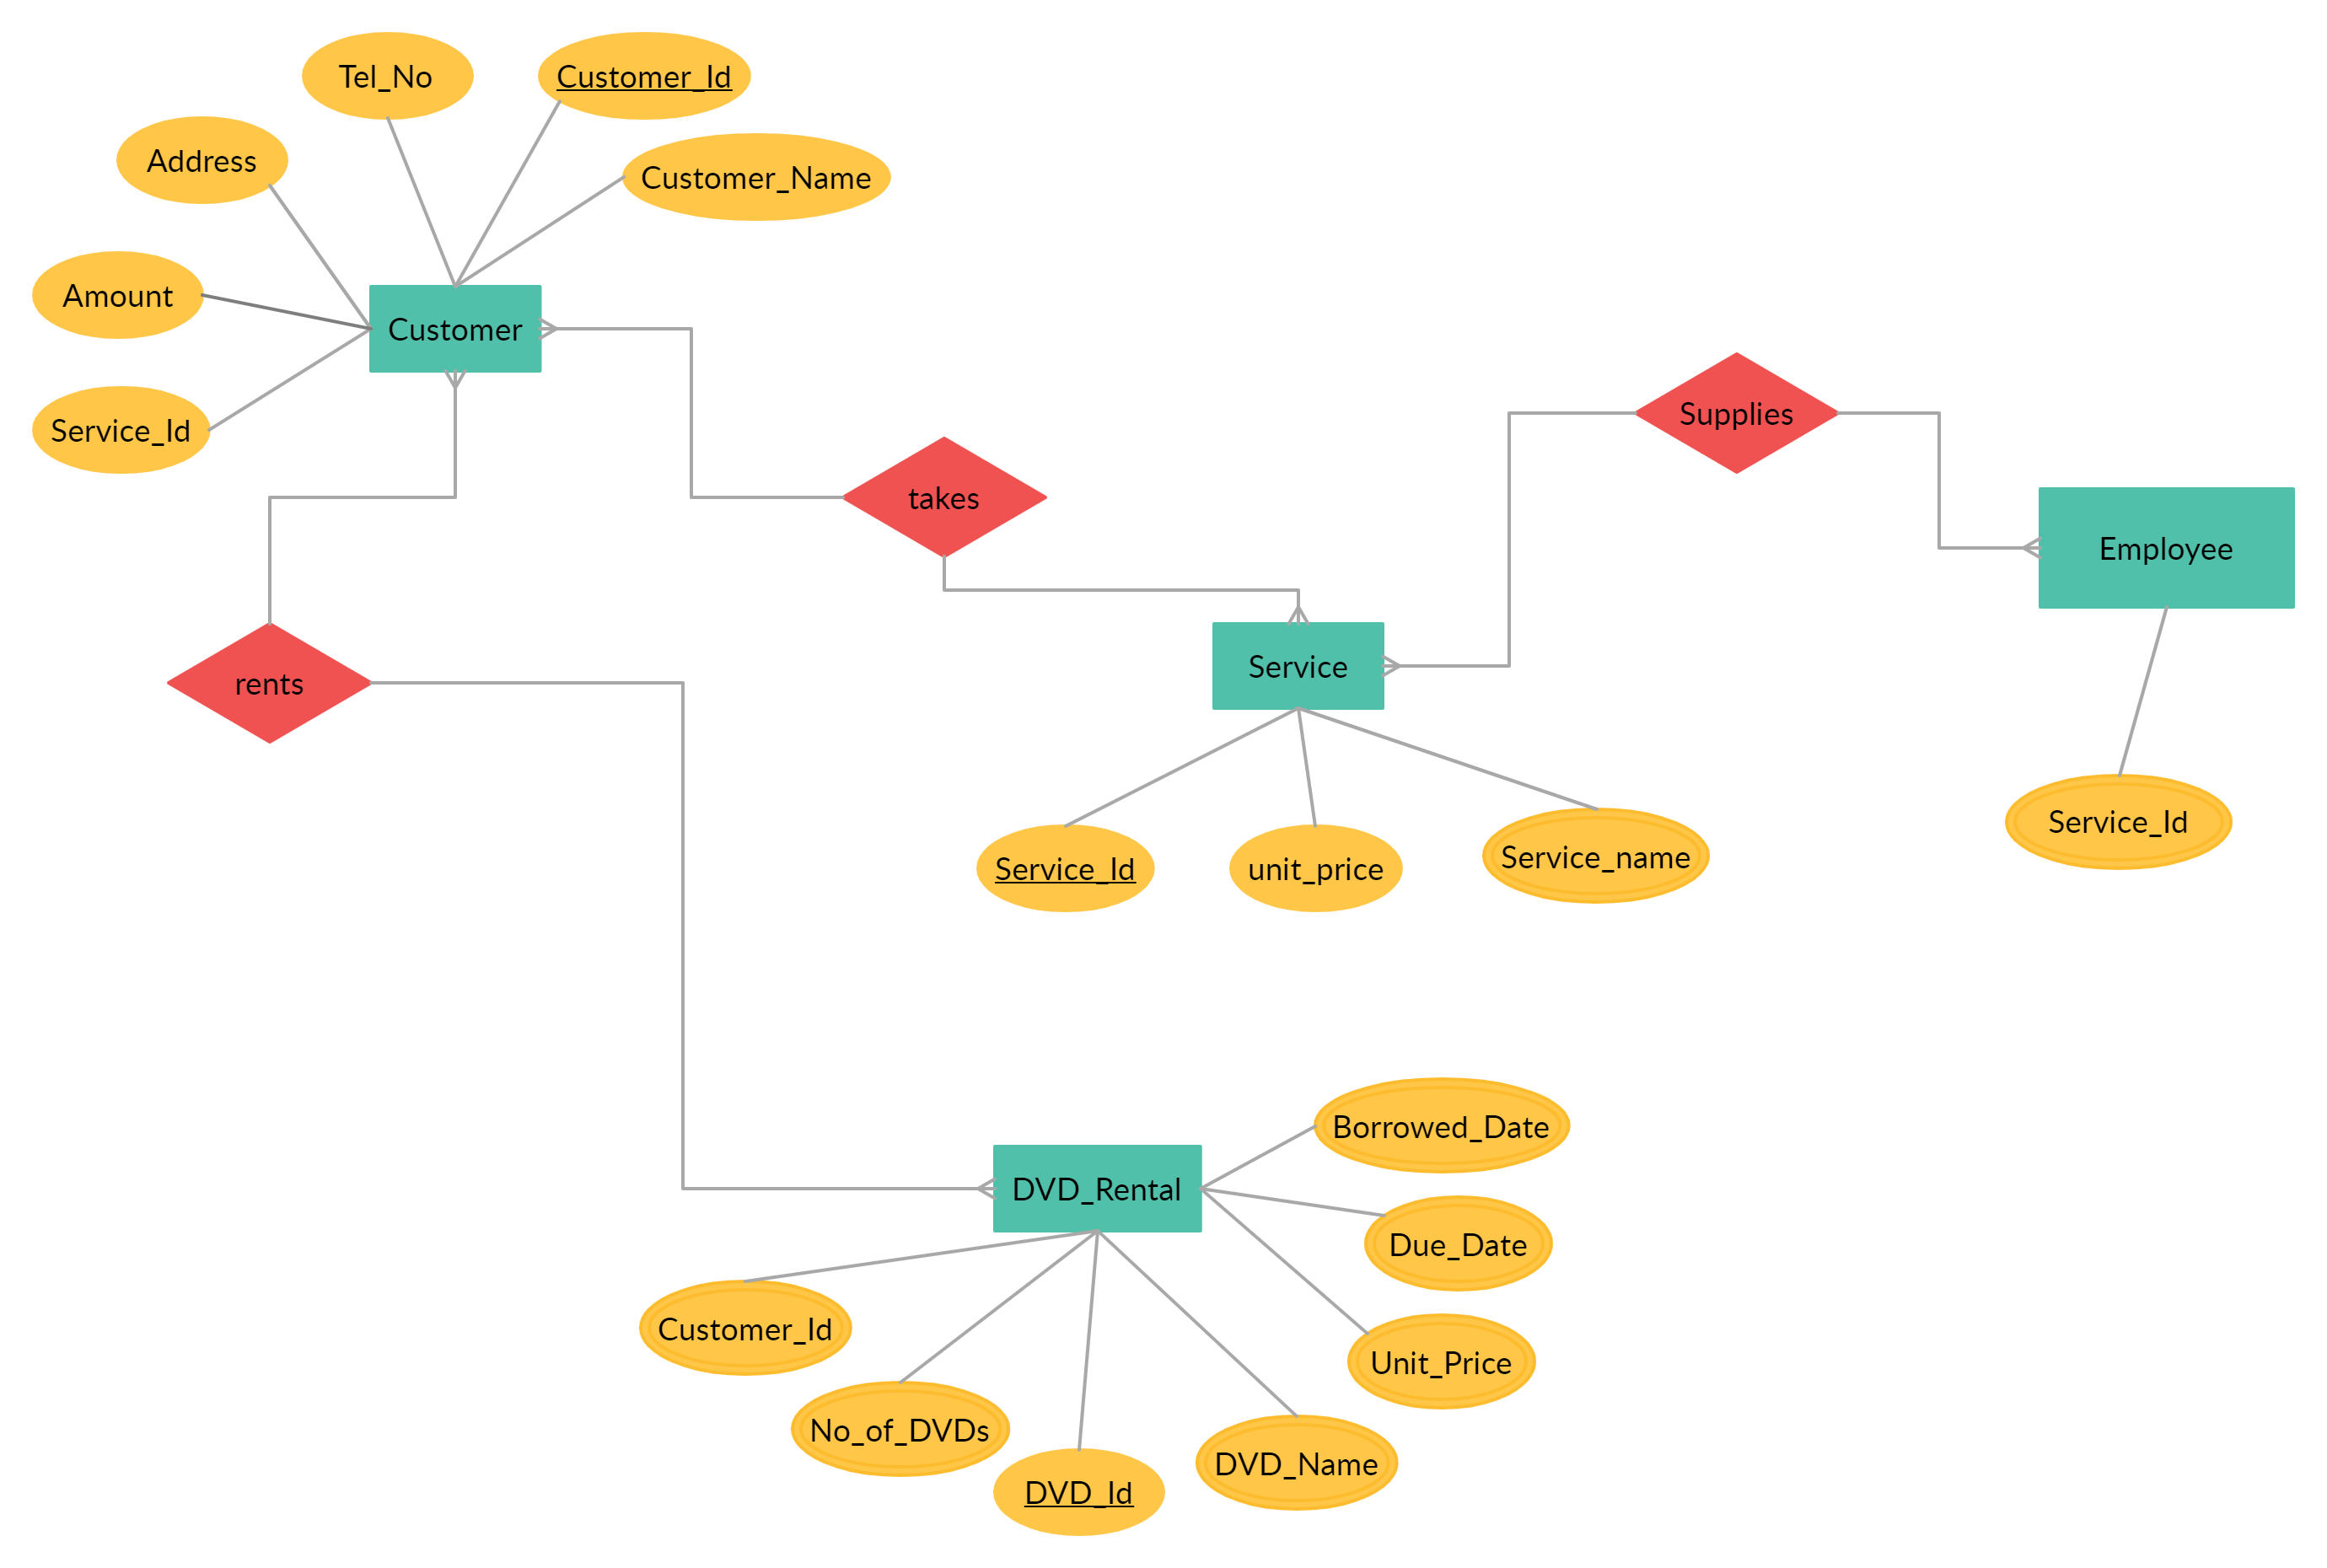 Tel_No
Customer_Id
Address
Customer_Name
Amount
Customer
Service_Id
Supplies
takes
Employee
Service
rents
Service_Id
Service_Id
unit_price
Service_name
Borrowed_Date
DVD_Rental
Due_Date
Customer_Id
Unit_Price
No_of_DVDs
DVD_Name
DVD_Id